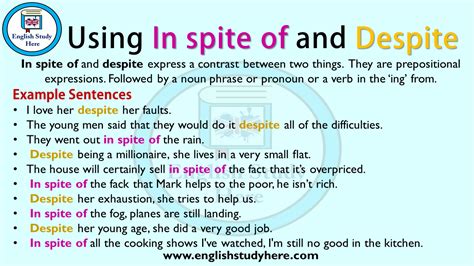 English Study
Here
Using In spite of and Despite
In spite of and despite express a contrast between two things. They are prepositional
expressions. Followed by a noun phrase or pronoun or a verb in the ‘ing’ from.
Example Sentences
• I love her despite her faults.
• The young men said that they would do it despite all of the difficulties.
• They went out in spite of the rain.
• Despite being a millionaire, she lives in a very small flat.
• The house will certainly sell in spite of the fact that it's overpriced.
• In spite of the fack that Mark helps to the poor, he isn't rich.
• Despite her exhaustion, she tries to help us.
• In spite of the fog, planes are still landing.
• Despite her young age, she did a very good job.
• In spite of all the cooking shows I've watched, I'm still no good in the kitchen.
English Study
Here
www.englishstudyhere.com